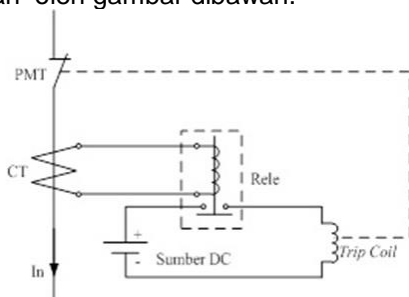 oleh gambar dibawah.
PMT
CT
Rele
+
-
Sumber DC
Trip Coil
In